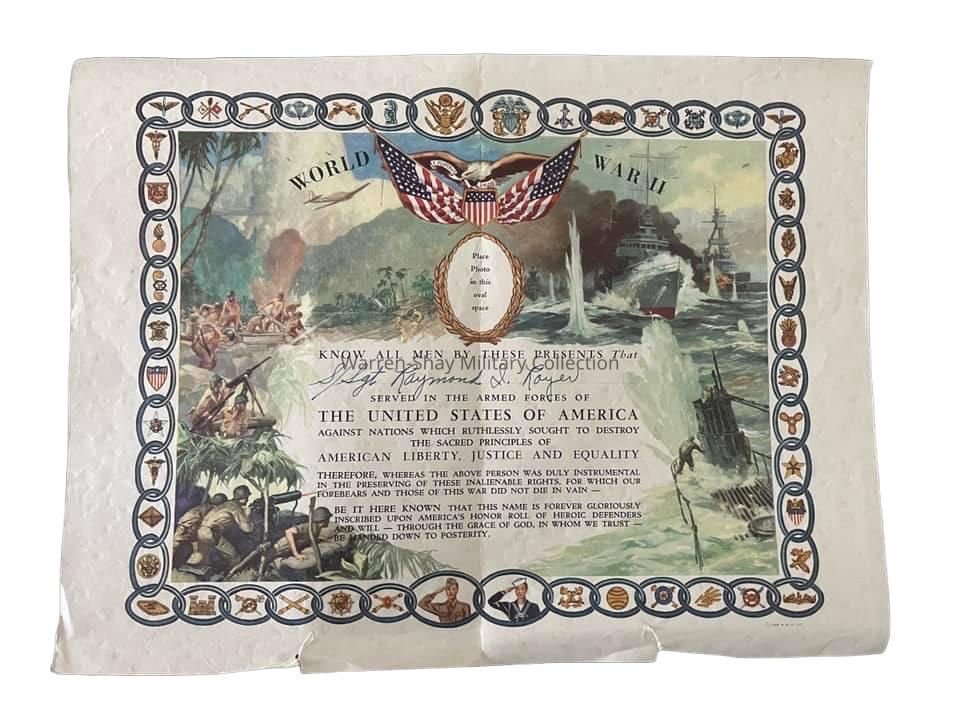 WORLD WAR II
Place
Photo
in this
oval
space
KNOW ALL MEN BY THESE PRESENTS That
Warren-Shay Military Collection
S/Sgt Raymond L. Royer
SERVED IN THE ARMED FORCES OF
THE UNITED STATES OF AMERICA
AGAINST NATIONS WHICH RUTHLESSLY SOUGHT TO DESTROY
THE SACRED PRINCIPLES OF
AMERICAN LIBERTY, JUSTICE AND EQUALITY
THEREFORE, WHEREAS THE ABOVE PERSON WAS DULY INSTRUMENTAL
IN THE PRESERVING OF THESE INALIENABLE RIGHTS, FOR WHICH OUR
FOREBEARS AND THOSE OF THIS WAR DID NOT DIE IN VAIN —
BE IT HERE KNOWN THAT THIS NAME IS FOREVER GLORIOUSLY
INSCRIBED UPON AMERICA'S HONOR ROLL OF HEROIC DEFENDERS
AND WILL — THROUGH THE GRACE OF GOD, IN WHOM WE TRUST —
BE HANDED DOWN TO POSTERITY.